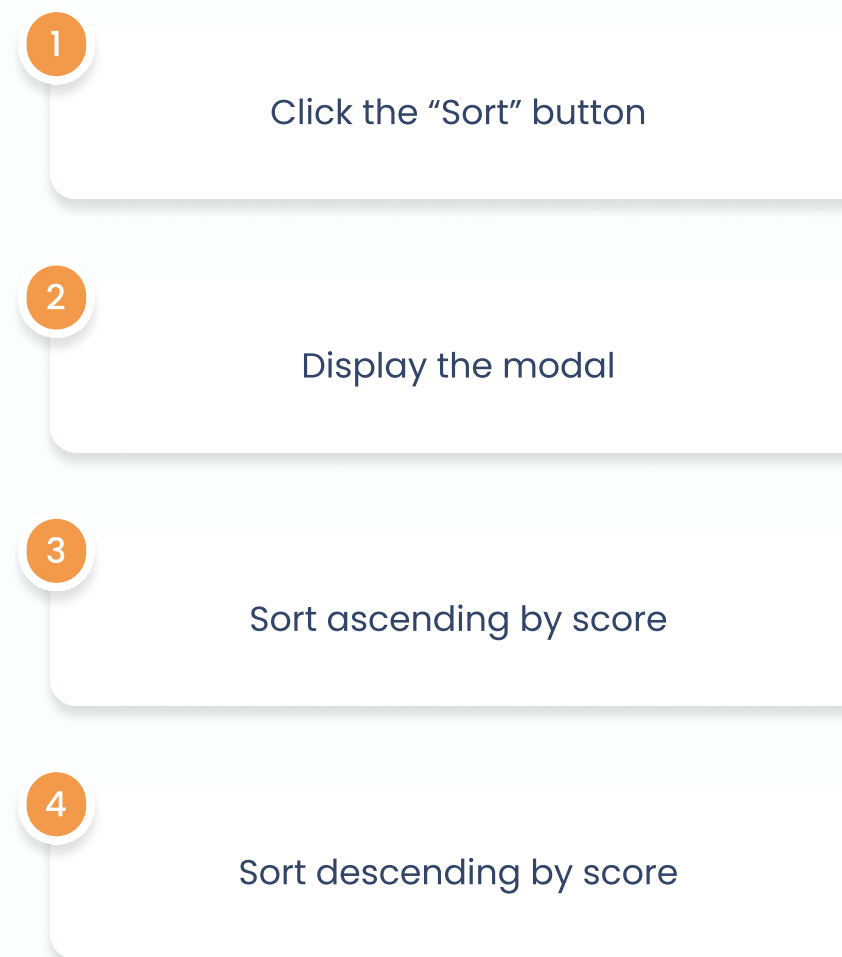 1
Click the “Sort” button
2
Display the modal
3
Sort ascending by score
4
Sort descending by score